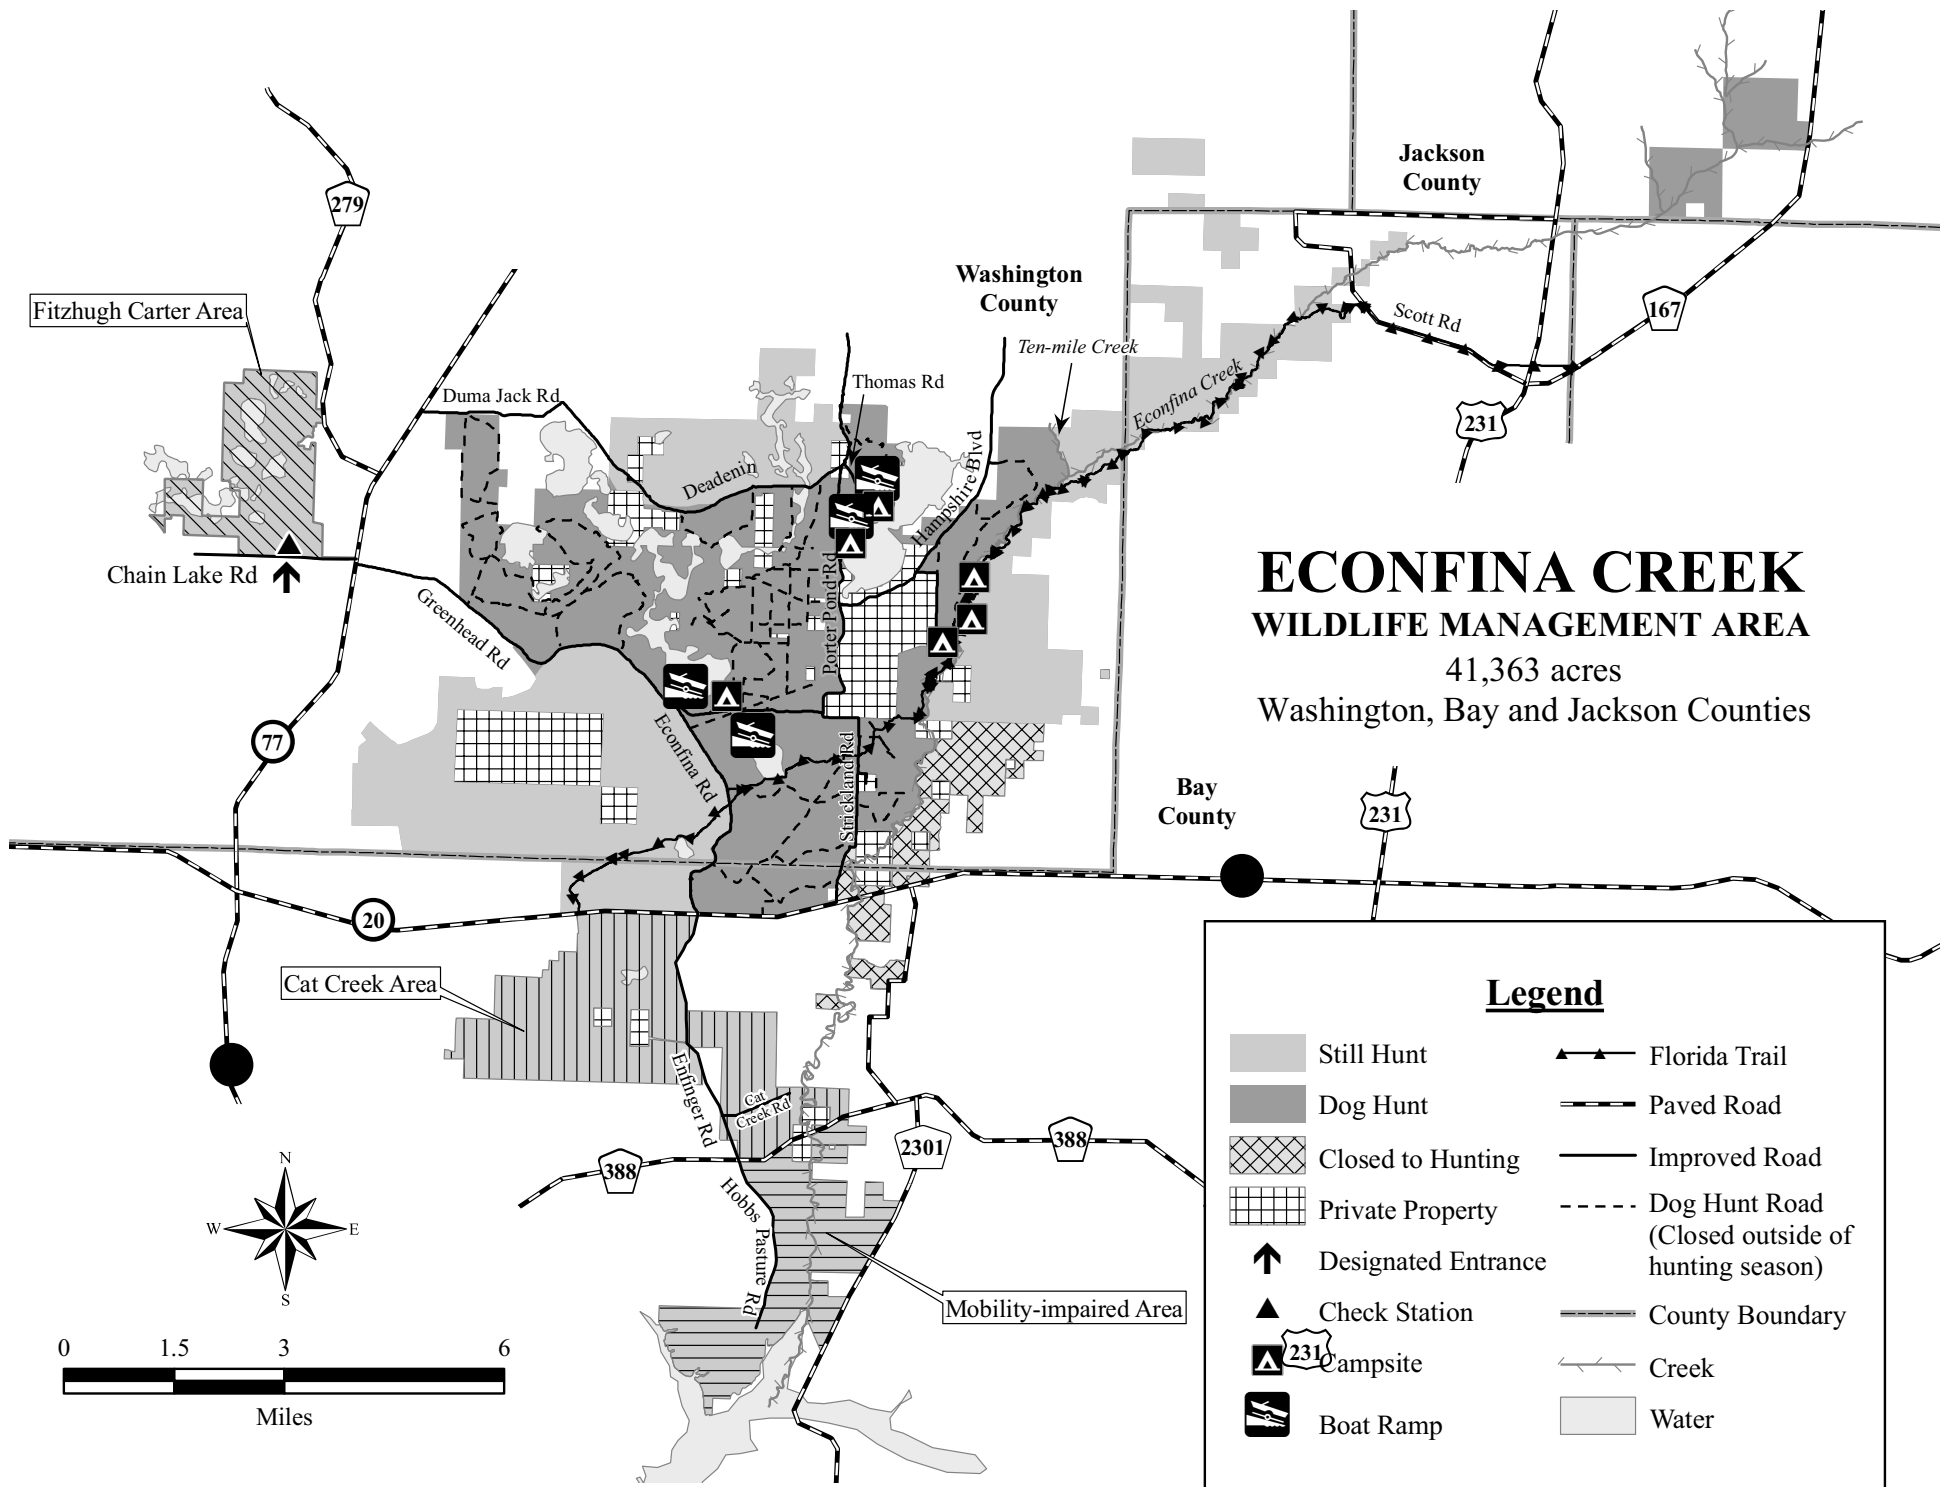 Jackson
County
279
Washington
County
Fitzhugh Carter Area
167
Scott Rd
Ten-mile Creek
Thomas Rd
Duma Jack Rd
Econfina Creek
231
Hampshire Blvd
Deadenin
ECONFINA CREEK
WILDLIFE MANAGEMENT AREA
41,363 acres
Washington, Bay and Jackson Counties
Chain Lake Rd
Greenhead Rd
Porter Pond Rd
77
Econfina Rd
Strickland Rd
Bay
County
231
20
Cat Creek Area
Enfinger Rd
Cat
Creek Rd
388
2301
388
Hobbs Pasture Rd
Mobility-impaired Area
N
W
E
S
0
1.5
3
6
Miles
Legend
Still Hunt
Dog Hunt
Closed to Hunting
Private Property
Designated Entrance
Check Station
231
Campsite
Boat Ramp
Florida Trail
Paved Road
Improved Road
Dog Hunt Road
(Closed outside of
hunting season)
County Boundary
Creek
Water